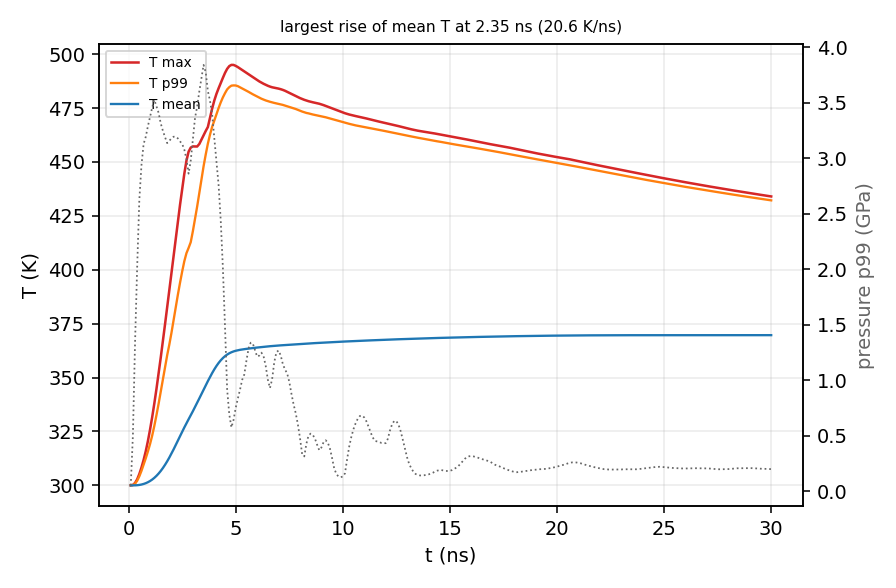 largest rise of mean T at 2.35 ns (20.6 K/ns)
T max
T p99
T mean
T (K)
500
475
450
425
400
375
350
325
300
4.0
3.5
3.0
2.5
2.0
1.5
1.0
0.5
0.0
pressure p99 (GPa)
0 5 10 15 20 25 30
t (ns)